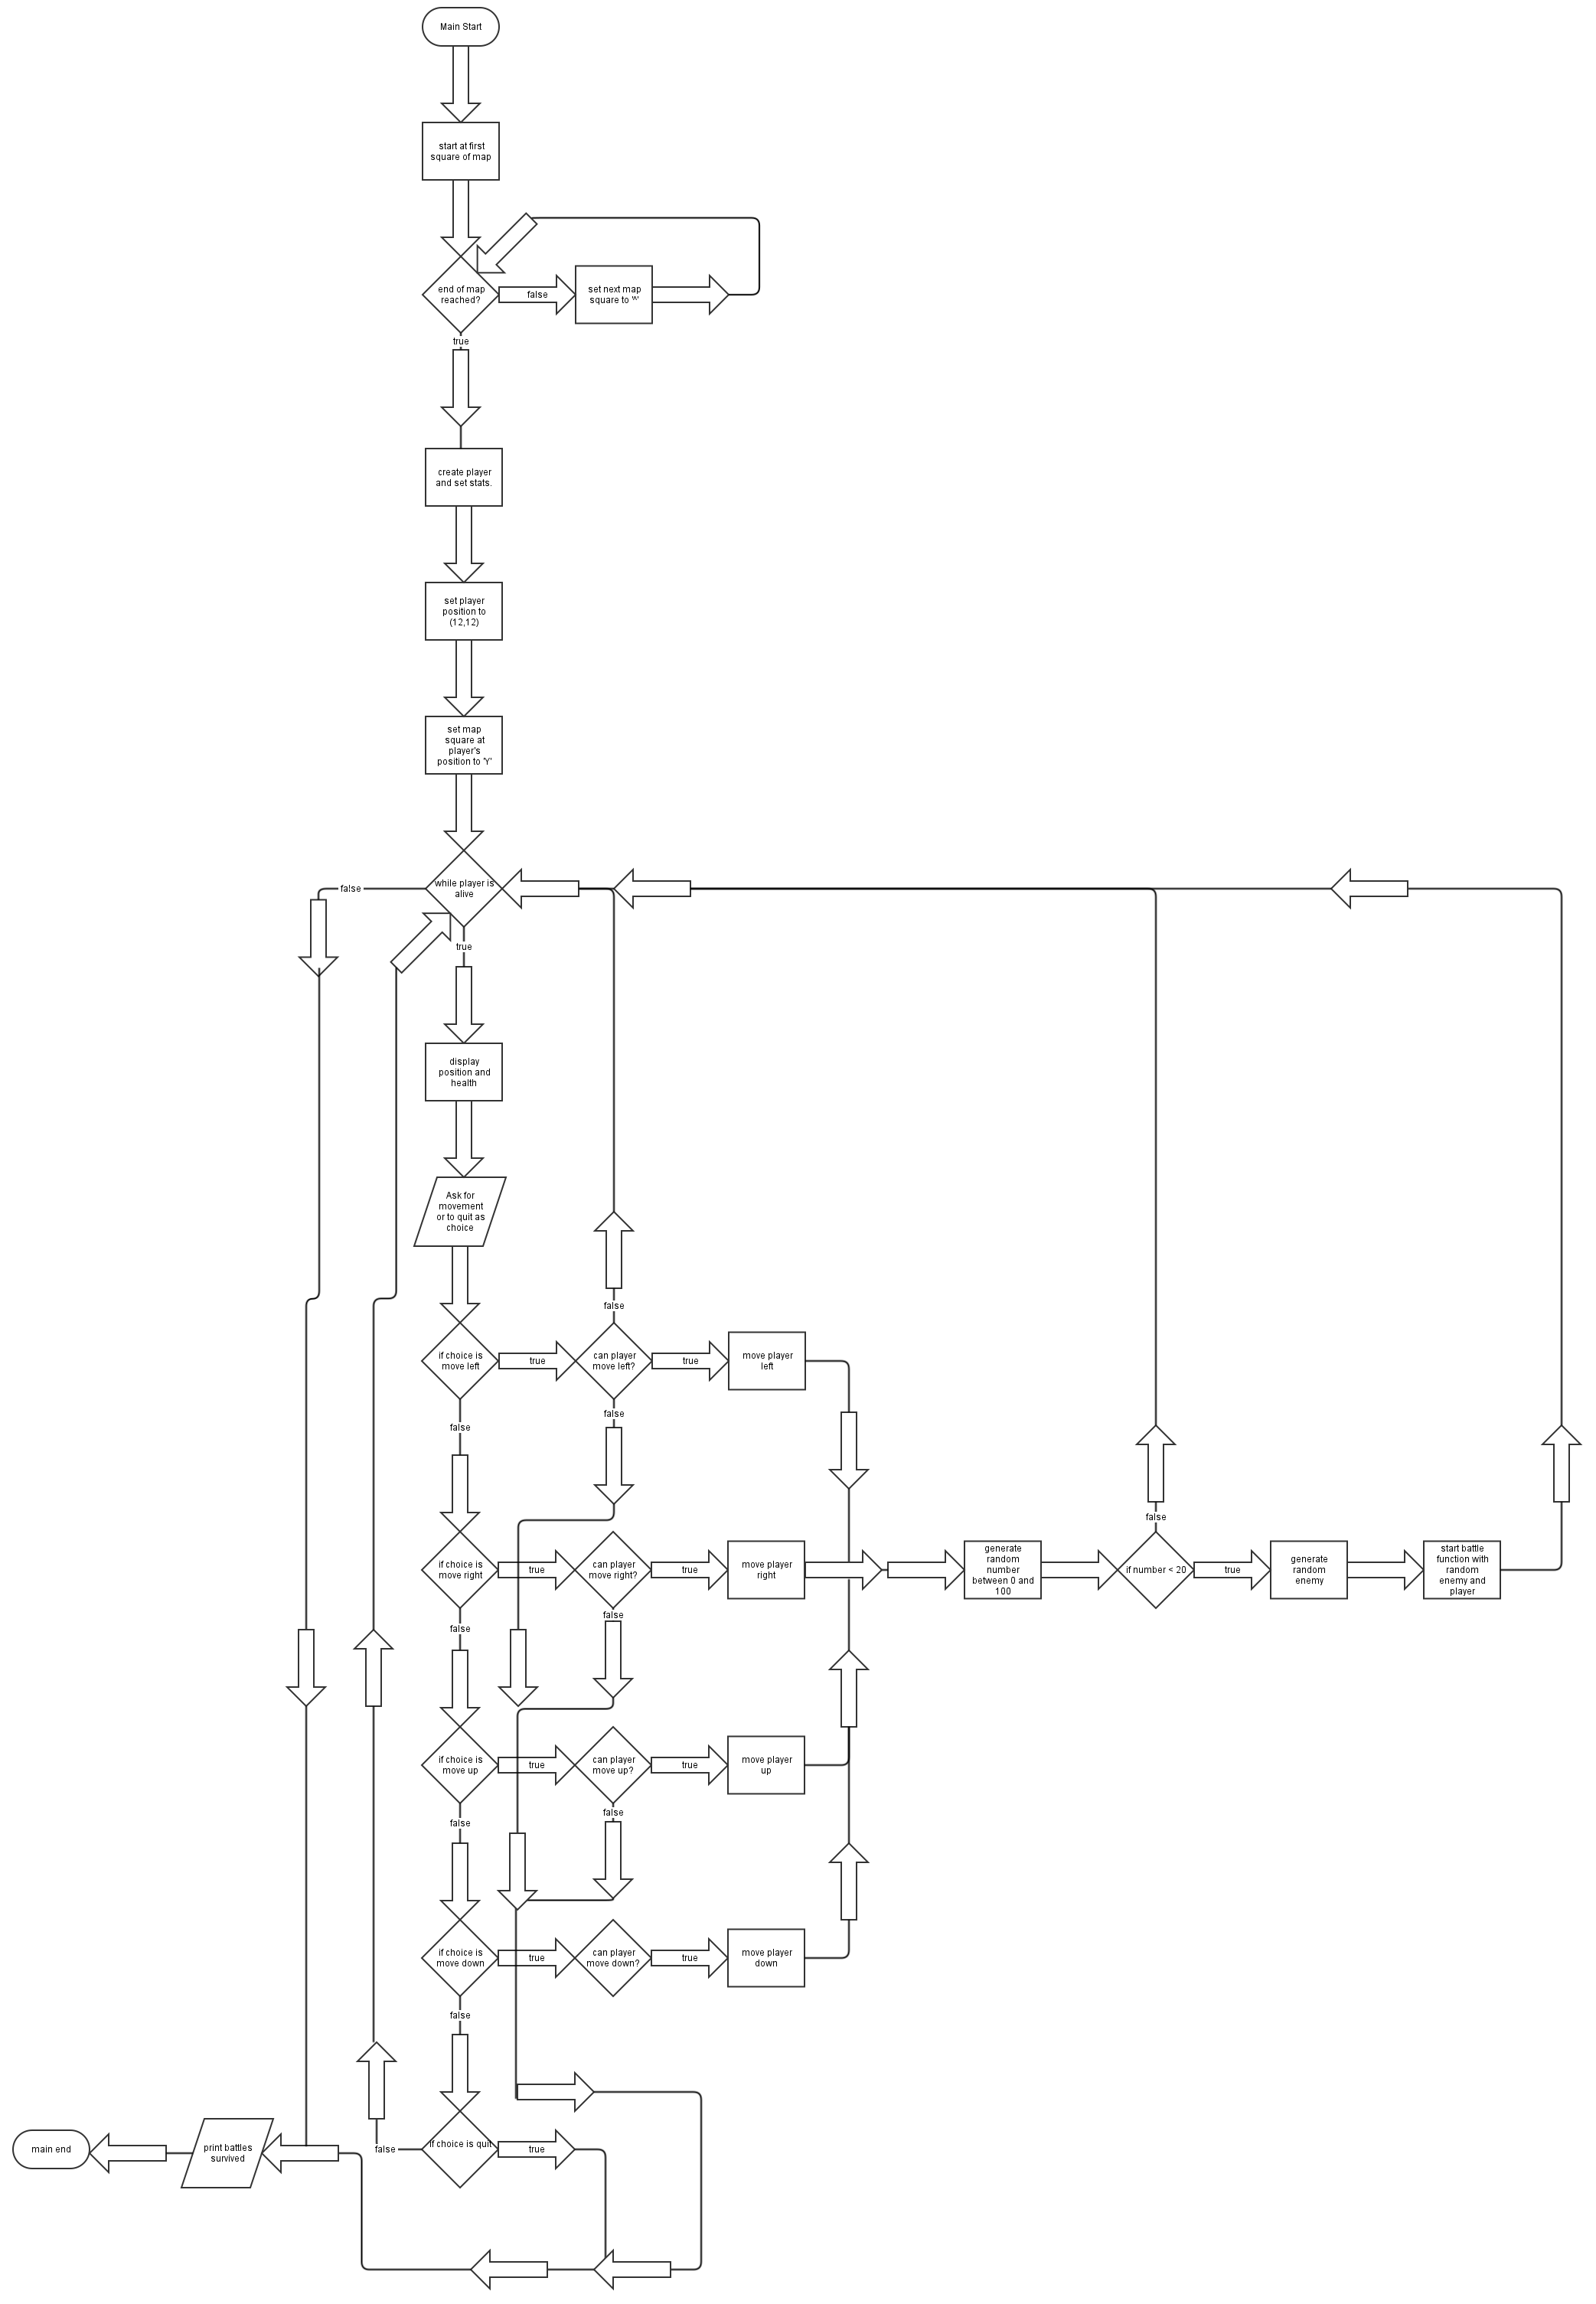 Main Start
start at first
square of map
end of map
reached?
false
set next map
square to '^'
true
create player
and set stats.
set player
position to
(12,12)
set map
square at
player's
position to 'Y'
while player is
alive
false
true
display
position and
health
Ask for
movement
or to quit as
choice
false
if choice is
move left
true
can player
move left?
true
move player
left
false
false
if choice is
move right
true
can player
move right?
true
move player
right
generate
random
number
between 0 and
100
false
if number < 20
true
generate
random
enemy
start battle
function with
random
enemy and
player
false
false
if choice is
move up
true
can player
move up?
true
move player
up
false
false
if choice is
move down
true
can player
move down?
true
move player
down
false
if choice is quit
true
false
print battles
survived
main end